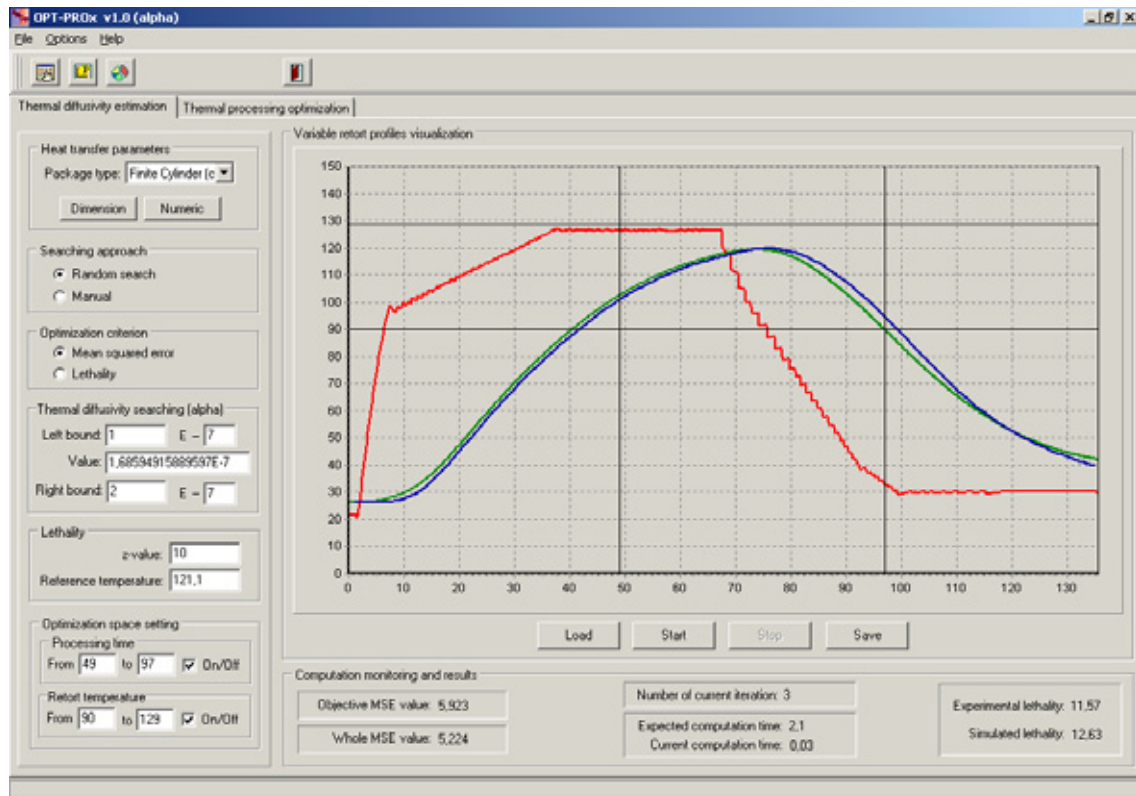 OPT-PROx v1.0 (alpha)
File Options Help
Thermal diffusivity estimation Thermal processing optimization
Heat transfer parameters
Package type: Finite Cylinder (c
Dimension Numeric
Searching approach
Random search
Manual
Optimization criterion
Mean squared error
Lethality
Thermal diffusivity searching (alpha)
Left bound: 1 E - 7
Value: 1,68594915889597E-7
Right bound: 2 E - 7
Lethality
z-value: 10
Reference temperature: 121,1
Optimization space setting
Processing time
From 49 to 97 On/Off
Retort temperature
From 90 to 129 On/Off
Variable retort profiles visualization
150
140
130
120
110
100
90
80
70
60
50
40
30
20
10
0
0 10 20 30 40 50 60 70 80 90 100 110 120 130
Load Start Stop Save
Computation monitoring and results
Objective MSE value: 5,923
Whole MSE value: 5,224
Number of current iteration: 3
Expected computation time: 2,1
Current computation time: 0,03
Experimental lethality: 11,57
Simulated lethality: 12,63